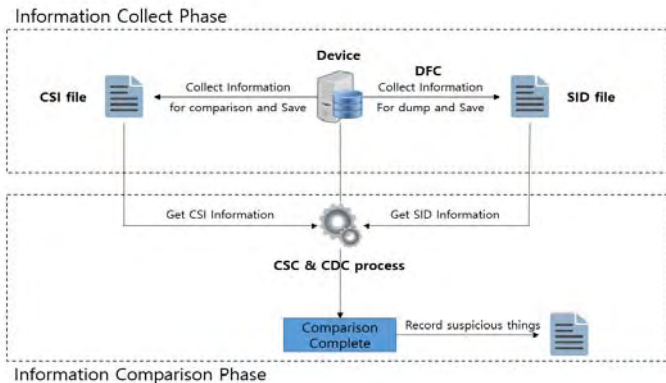 Information Collect Phase
Device
DFC
CSI file
Collect Information
for comparison and Save
Collect Information
For dump and Save
SID file
Get CSI Information
Get SID Information
CSC & CDC process
Comparison
Complete
Record suspicious things
Information Comparison Phase